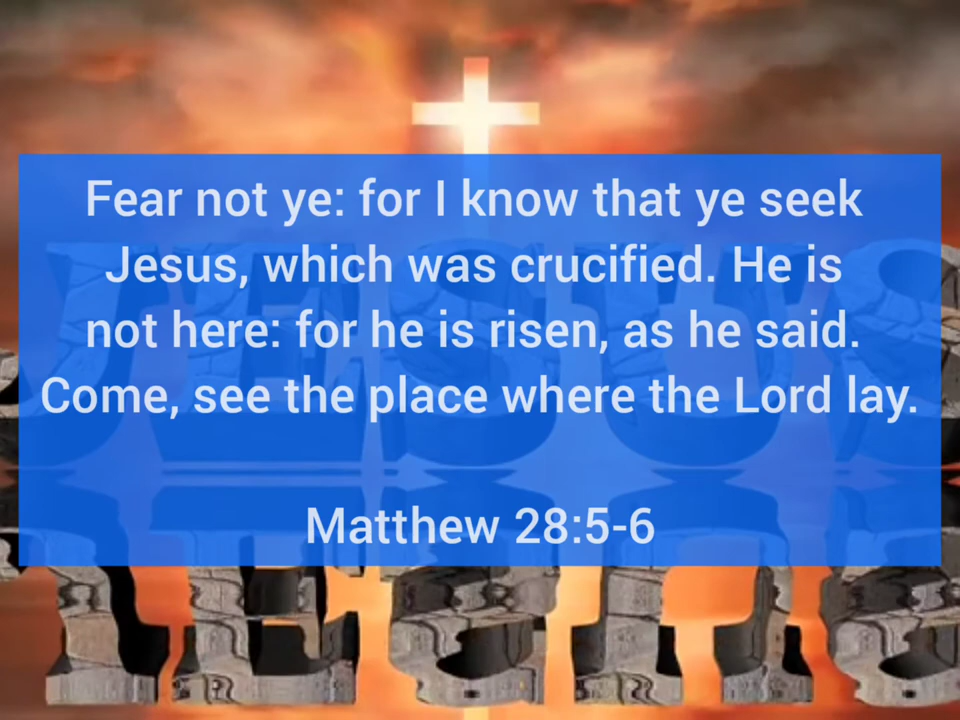 Fear not ye: for I know that ye seek
Jesus, which was crucified. He is
not here: for he is risen, as he said.
Come, see the place where the Lord lay.
Matthew 28:5-6
JESUS